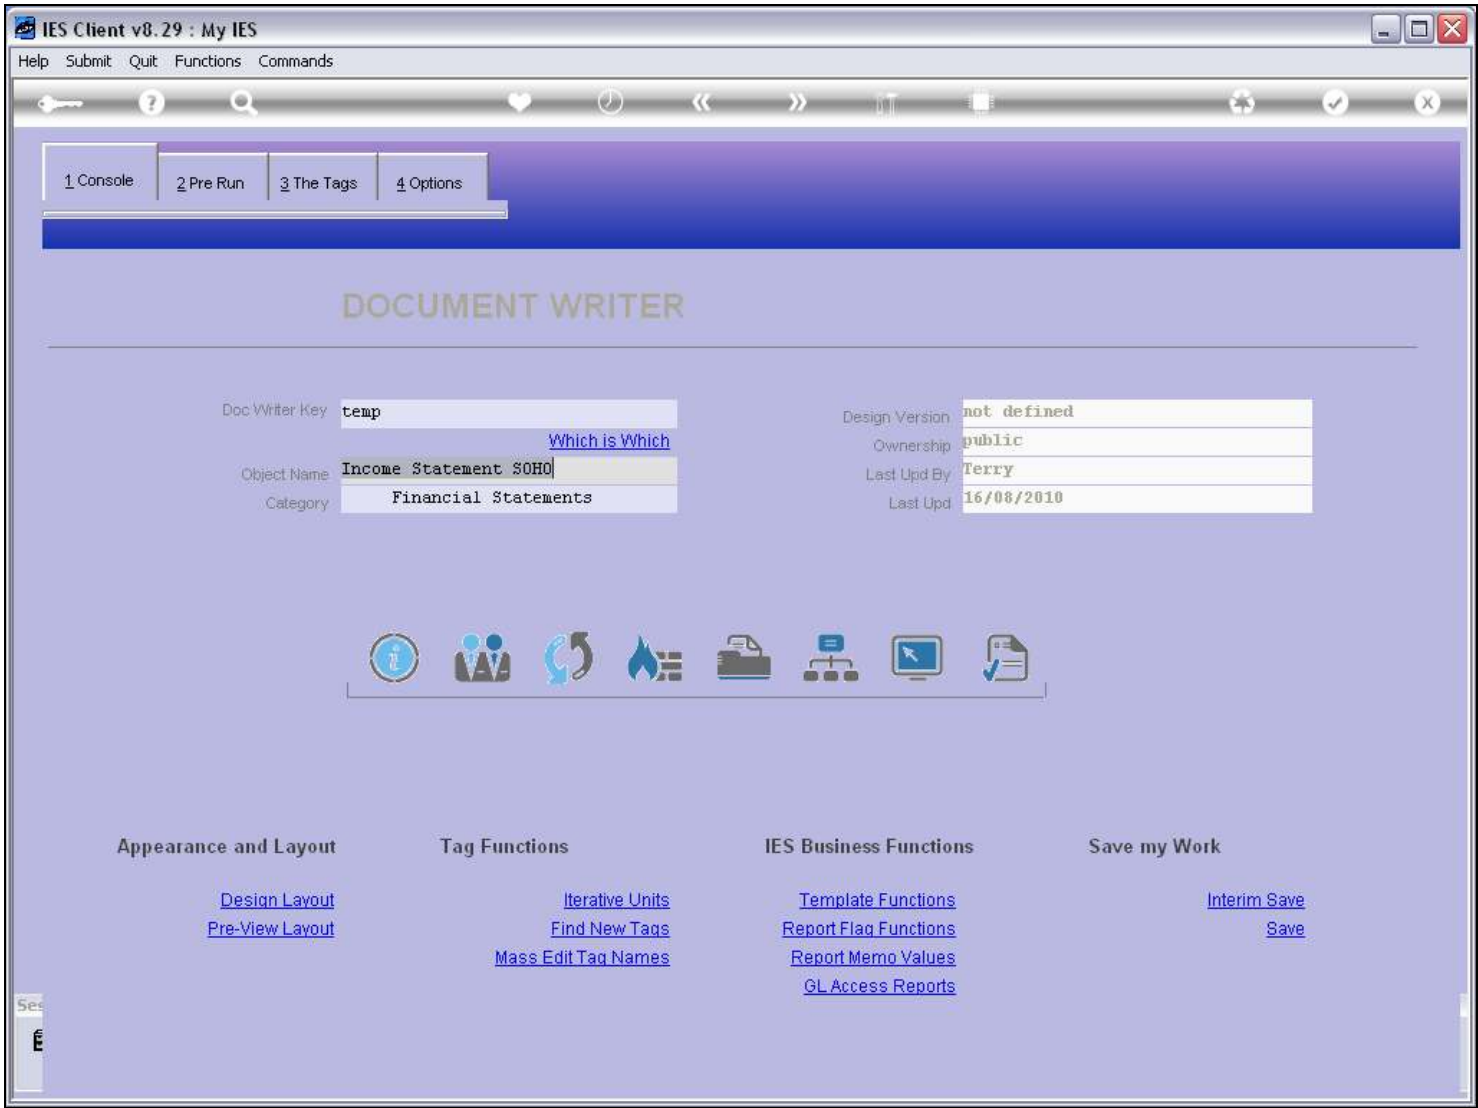 IES Client v8.29 : My IES
Help Submit Quit Functions Commands
1 Console 2 Pre Run 3 The Tags 4 Options
DOCUMENT WRITER
Doc Writer Key temp
Which is Which
Object Name Income Statement SOHO
Category Financial Statements
Design Version not defined
Ownership public
Last Upd By Terry
Last Upd 16/08/2010
Appearance and Layout
Design Layout
Pre-View Layout
Tag Functions
Iterative Units
Find New Tags
Mass Edit Tag Names
IES Business Functions
Template Functions
Report Flag Functions
Report Memo Values
GL Access Reports
Save my Work
Interim Save
Save